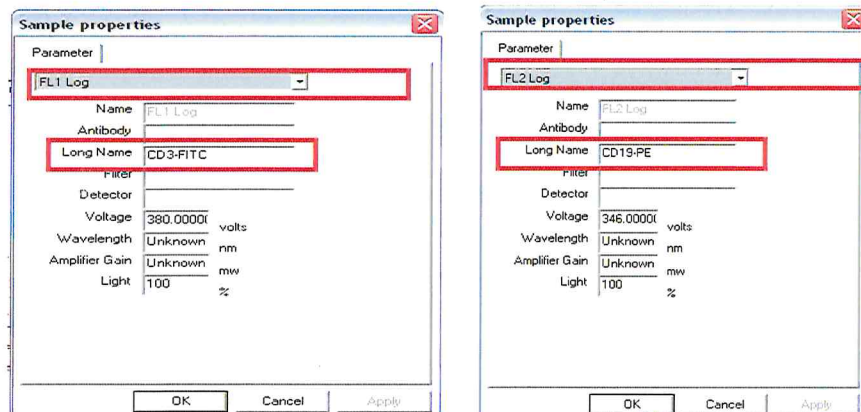 Sample properties
Parameter
FL1 Log
Name FL1 Log
Antibody
Long Name CD3-FITC
Filter
Detector
Voltage 380.0000( volts
Wavelength Unknown nm
Amplifier Gain Unknown mw
Light 100 %
OK Cancel Apply
Sample properties
Parameter
FL2 Log
Name FL2 Log
Antibody
Long Name CD19-PE
Filter
Detector
Voltage 346.0000( volts
Wavelength Unknown nm
Amplifier Gain Unknown mw
Light 100 %
OK Cancel Apply